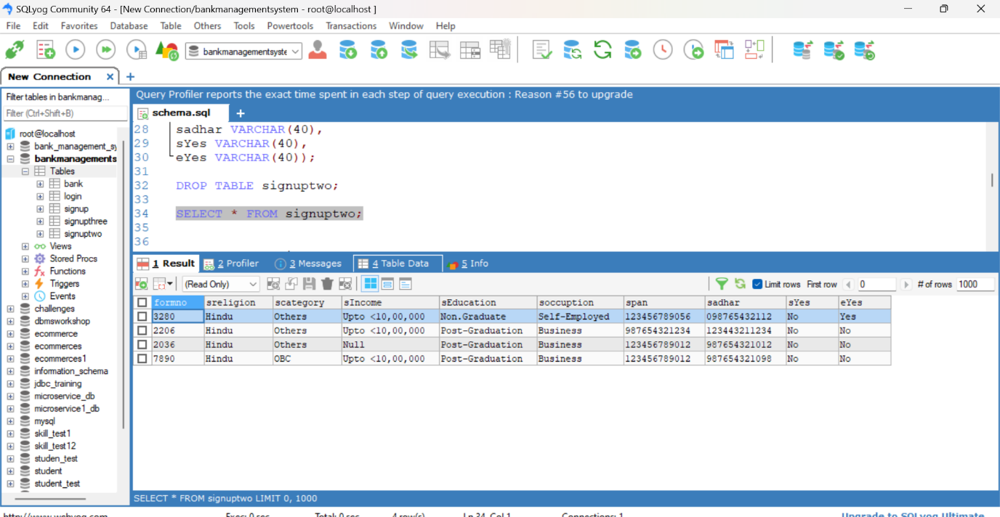 SQLyog Community 64 - [New Connection/bankmanagementsystem - root@localhost ]
File Edit Favorites Database Table Others Tools Powertools Transactions Window Help
bankmanagementsyste
New Connection
Filter tables in bankmanag...
Filter (Ctrl+Shift+B)
root@localhost
bank_management_sy
bankmanagements
Tables
bank
login
signup
signupthree
signuptwo
Views
Stored Procs
Functions
Triggers
Events
challenges
dbmsworkshop
ecommerce
ecommerces
ecommerces1
information_schema
jdbc_training
microservice_db
microservice1_db
mysql
skill_test1
skill_test12
studen_test
student
student_test
Query Profiler reports the exact time spent in each step of query execution : Reason #56 to upgrade
schema.sql
28 sadhar VARCHAR(40),
29 sYes VARCHAR(40),
30 eYes VARCHAR(40));
31
32 DROP TABLE signuptwo;
33
34 SELECT * FROM signuptwo;
35
36
1 Result 2 Profiler 3 Messages 4 Table Data 5 Info
(Read Only) Limit rows First row 0 # of rows 1000
formno sreligion scategory sIncome sEducation soccuption span sadhar sYes eYes
3280 Hindu Others Upto <10,00,000 Non.Graduate Self-Employed 123456789056 098765432112 No Yes
2206 Hindu Others Upto <10,00,000 Post-Graduation Business 987654321234 123443211234 No No
2036 Hindu Others Null Post-Graduation Business 123456789012 987654321012 No No
7890 Hindu OBC Upto <10,00,000 Post-Graduation Business 123456789012 987654321098 No No
SELECT * FROM signuptwo LIMIT 0, 1000
http://www.webyog.com Exec: 0 sec Total: 0 sec 4 row(s) Ln 34, Col 1 Connections: 1 Upgrade to SQLyog Ultimate